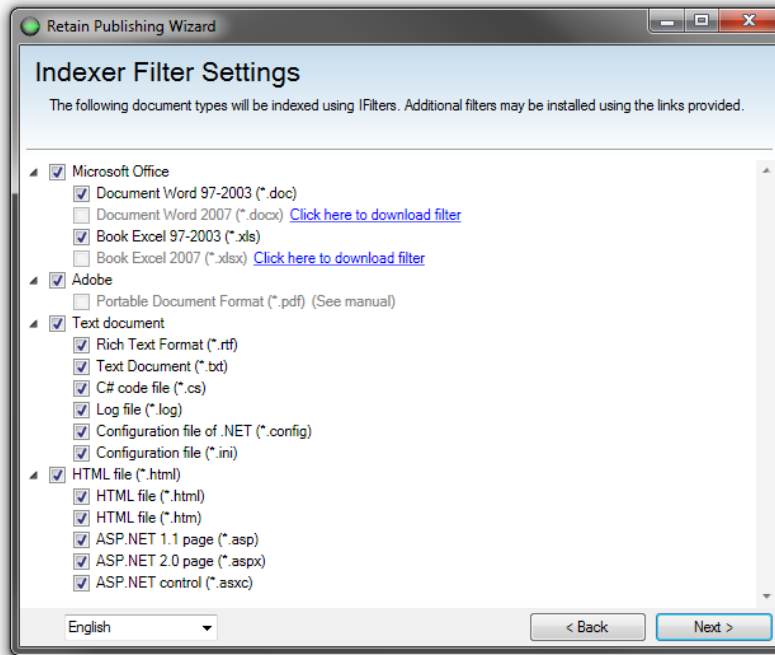 Retain Publishing Wizard
Indexer Filter Settings
The following document types will be indexed using IFilters. Additional filters may be installed using the links provided.
Microsoft Office
Document Word 97-2003 (*.doc)
Document Word 2007 (*.docx) Click here to download filter
Book Excel 97-2003 (*.xls)
Book Excel 2007 (*.xlsx) Click here to download filter
Adobe
Portable Document Format (*.pdf) (See manual)
Text document
Rich Text Format (*.rtf)
Text Document (*.txt)
C# code file (*.cs)
Log file (*.log)
Configuration file of .NET (*.config)
Configuration file (*.ini)
HTML file (*.html)
HTML file (*.html)
HTML file (*.htm)
ASP.NET 1.1 page (*.asp)
ASP.NET 2.0 page (*.aspx)
ASP.NET control (*.asxc)
English < Back Next >